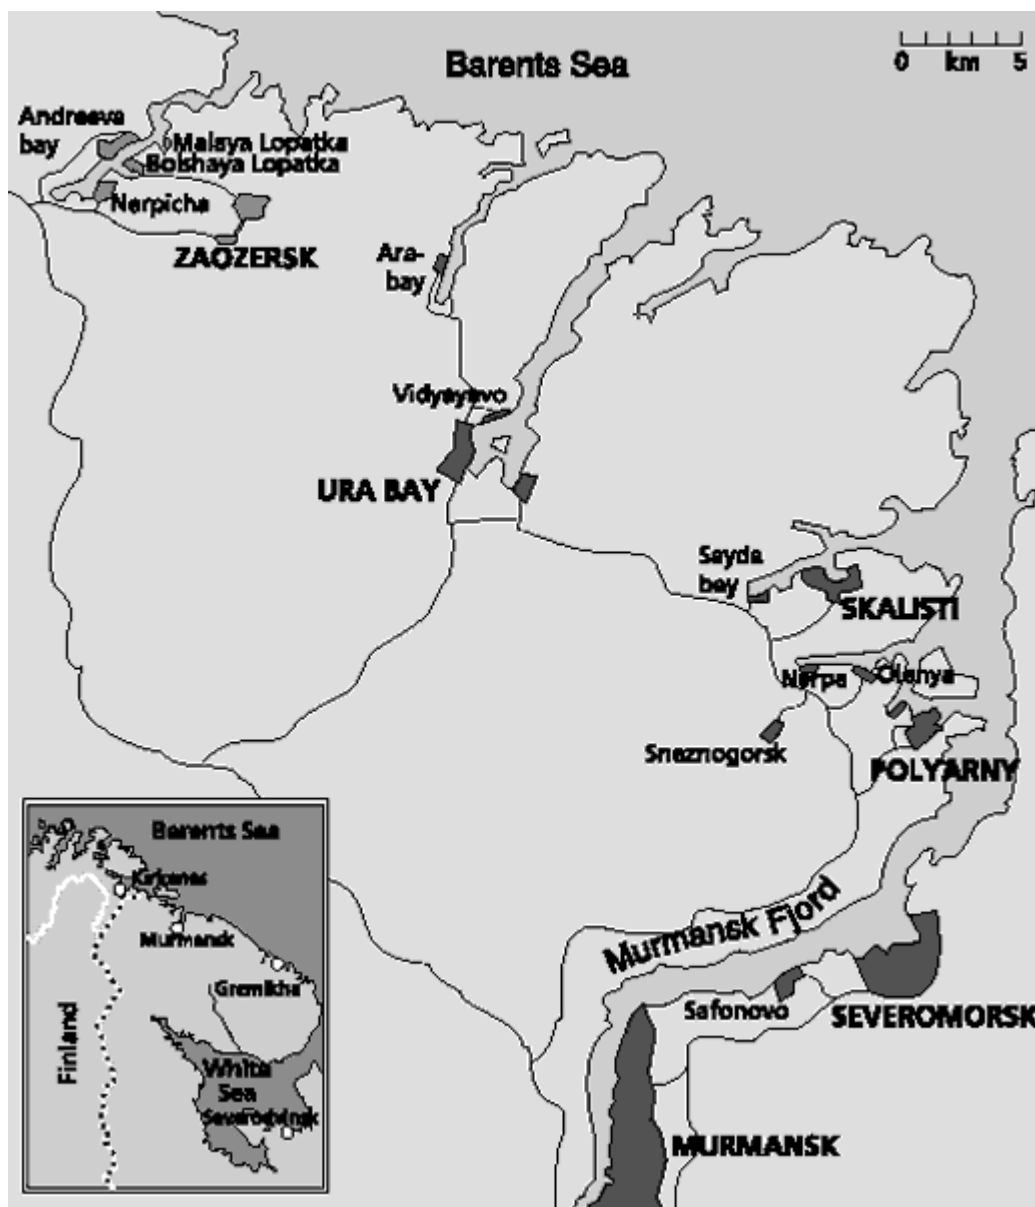 Barents Sea
0 km 5
Andreeva
bay
Malaya Lopatka
Bolshaya Lopatka
Nerpicha
ZAOZERSK
Ara-
bay
Vidyayevo
URA BAY
Sayda
bay
SKALISTI
Nerpa
Olenya
Sneznogorsk
POLYARNY
Murmansk Fjord
Safonovo
SEVEROMORSK
MURMANSK
Barents Sea
Kirkenes
Murmansk
Gremikha
Finland
White
Sea
Severodvinsk